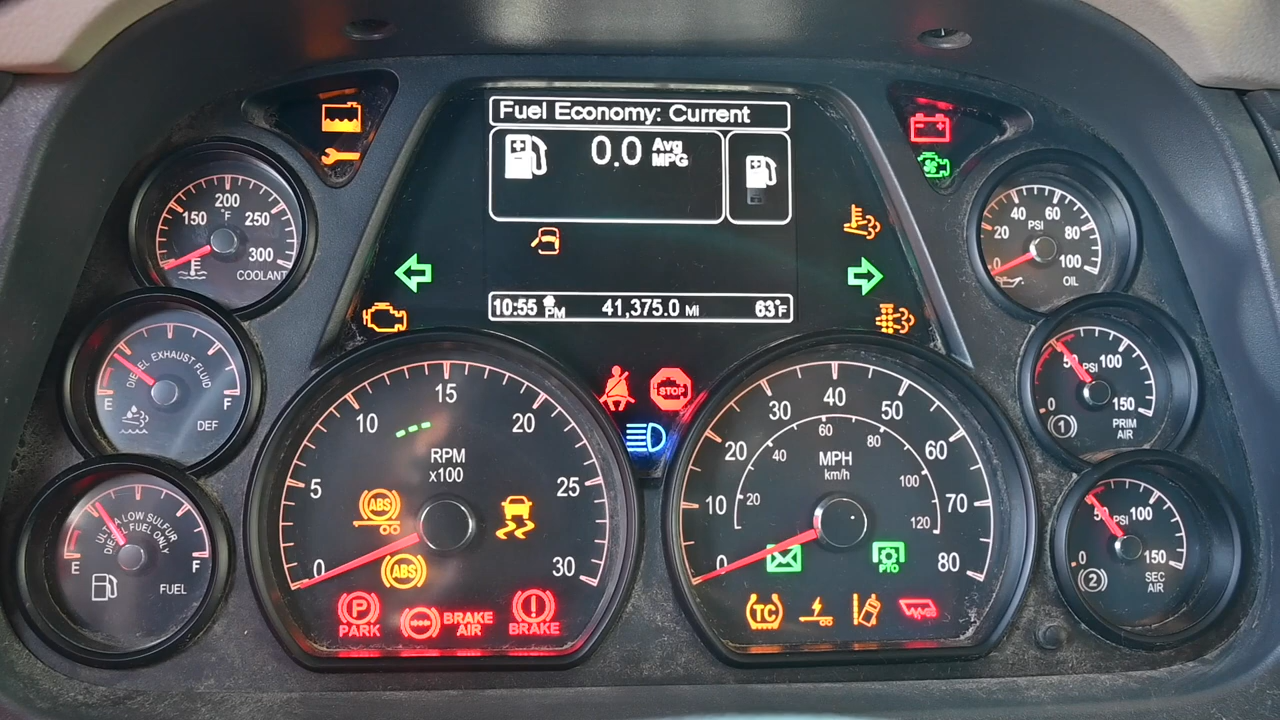 Fuel Economy: Current
0.0 Avg
MPG
10:55 PM 41,375.0 MI 63°F
150 200 250 300
°F
COOLANT
20 40 60 80 100
0
PSI
OIL
DIESEL EXHAUST FLUID
E F
DEF
0 50 100 150
PSI
1
PRIM
AIR
ULTRA LOW SULFUR
DIESEL FUEL ONLY
E F
FUEL
0 50 100 150
PSI
2
SEC
AIR
STOP
0 5 10 15 20 25 30
RPM
x100
ABS
ABS
P
PARK
BRAKE
AIR
!
BRAKE
0 10 20 30 40 50 60 70 80
MPH
km/h
20 40 60 80 100 120
PTO
TC